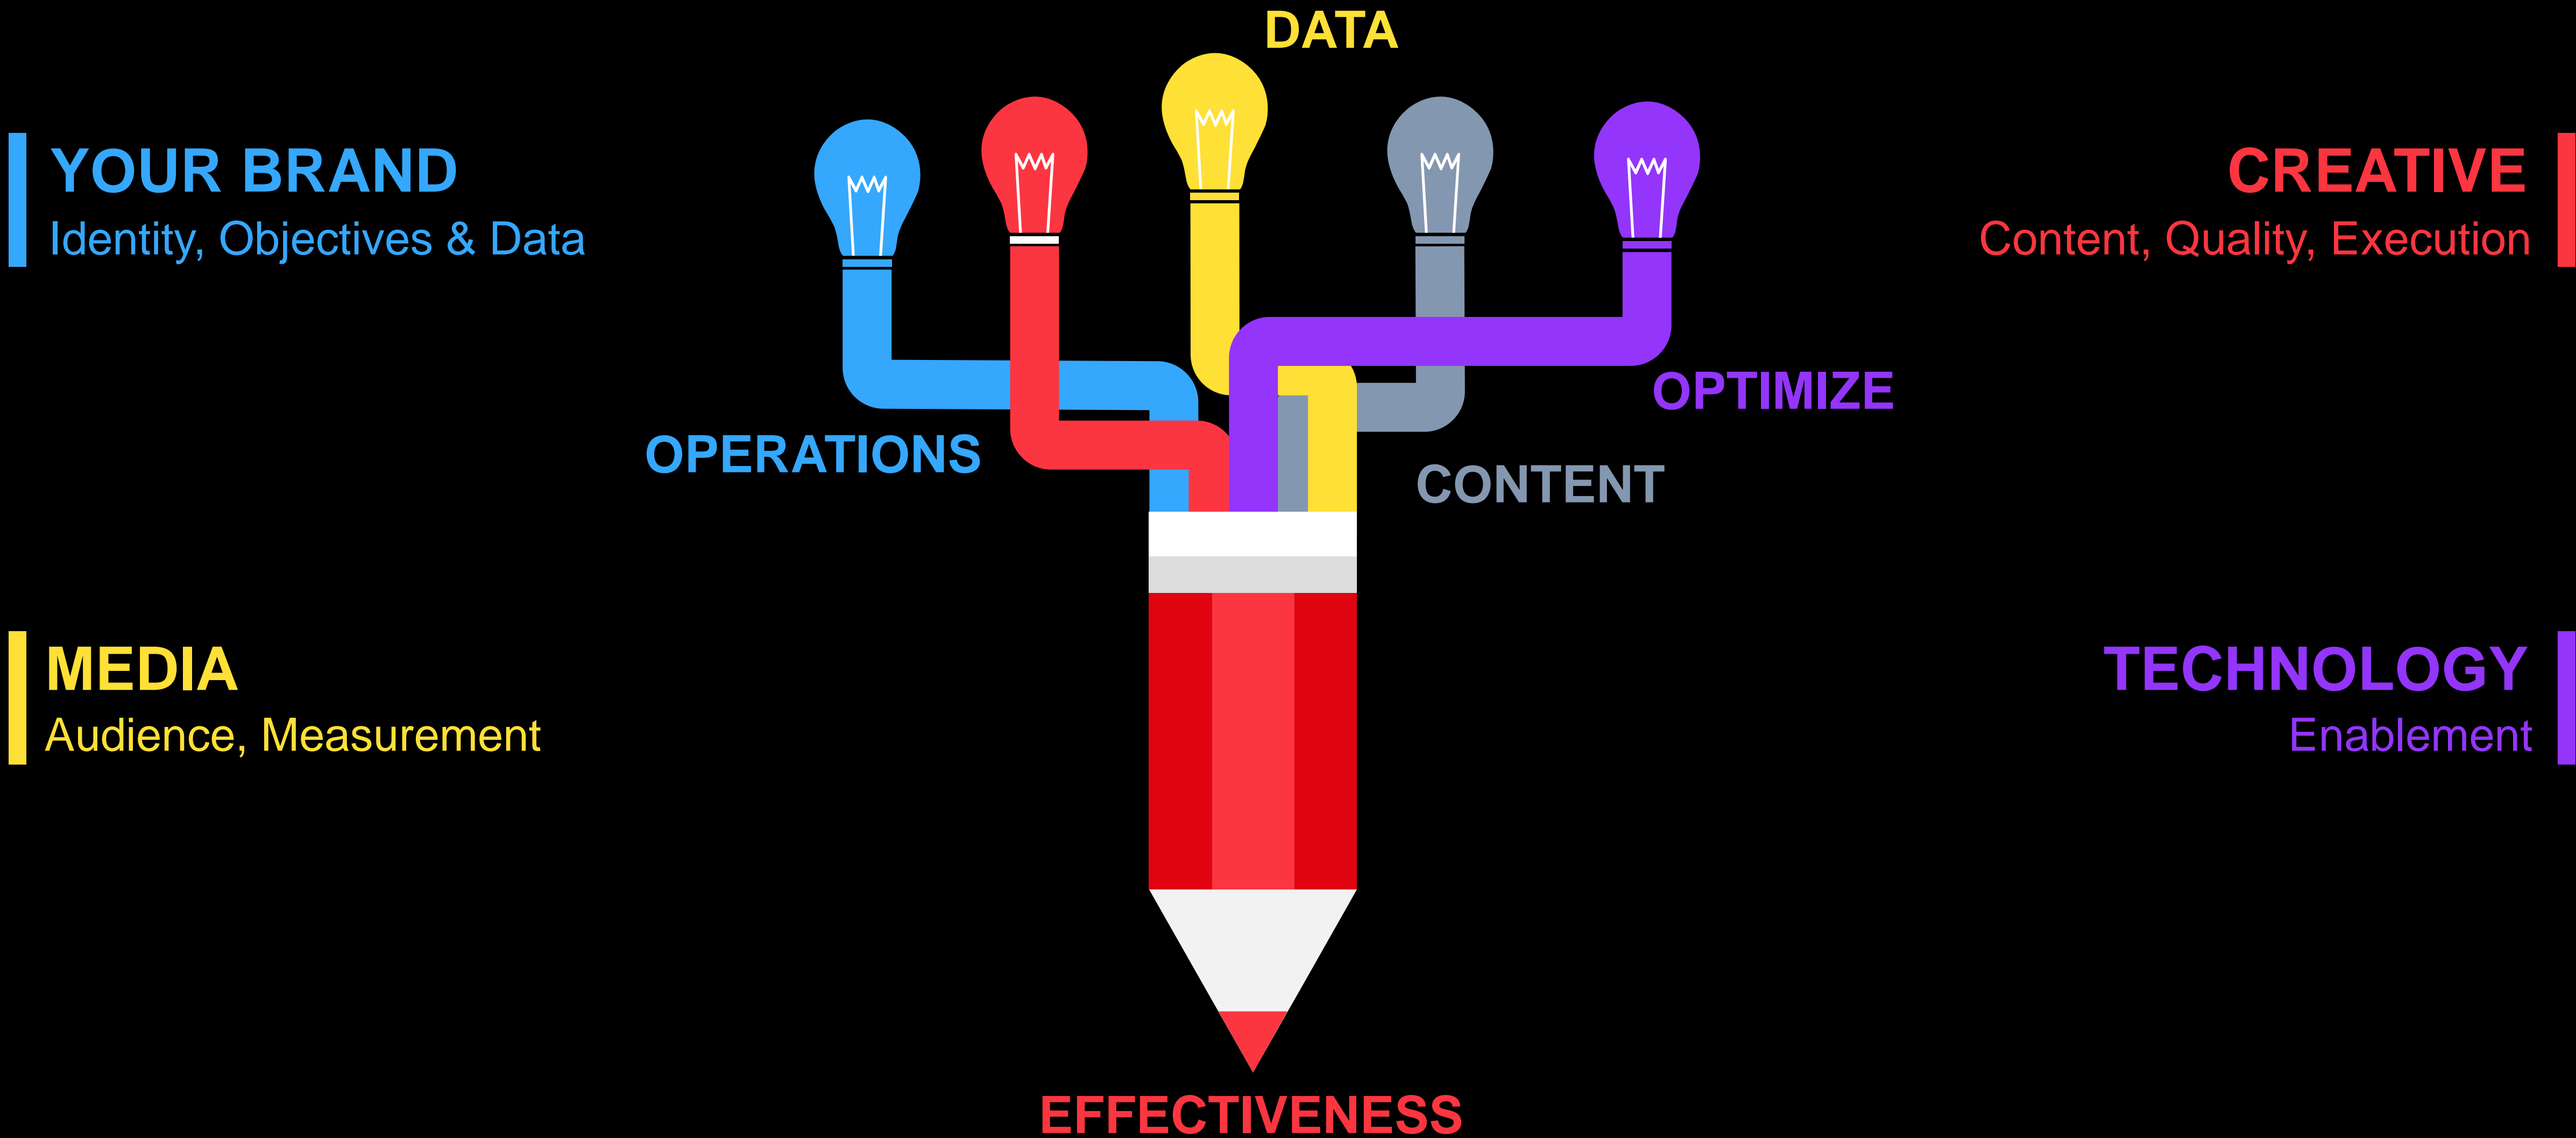 DATA
YOUR BRAND
Identity, Objectives & Data
CREATIVE
Content, Quality, Execution
OPTIMIZE
OPERATIONS
CONTENT
MEDIA
Audience, Measurement
TECHNOLOGY
Enablement
EFFECTIVENESS